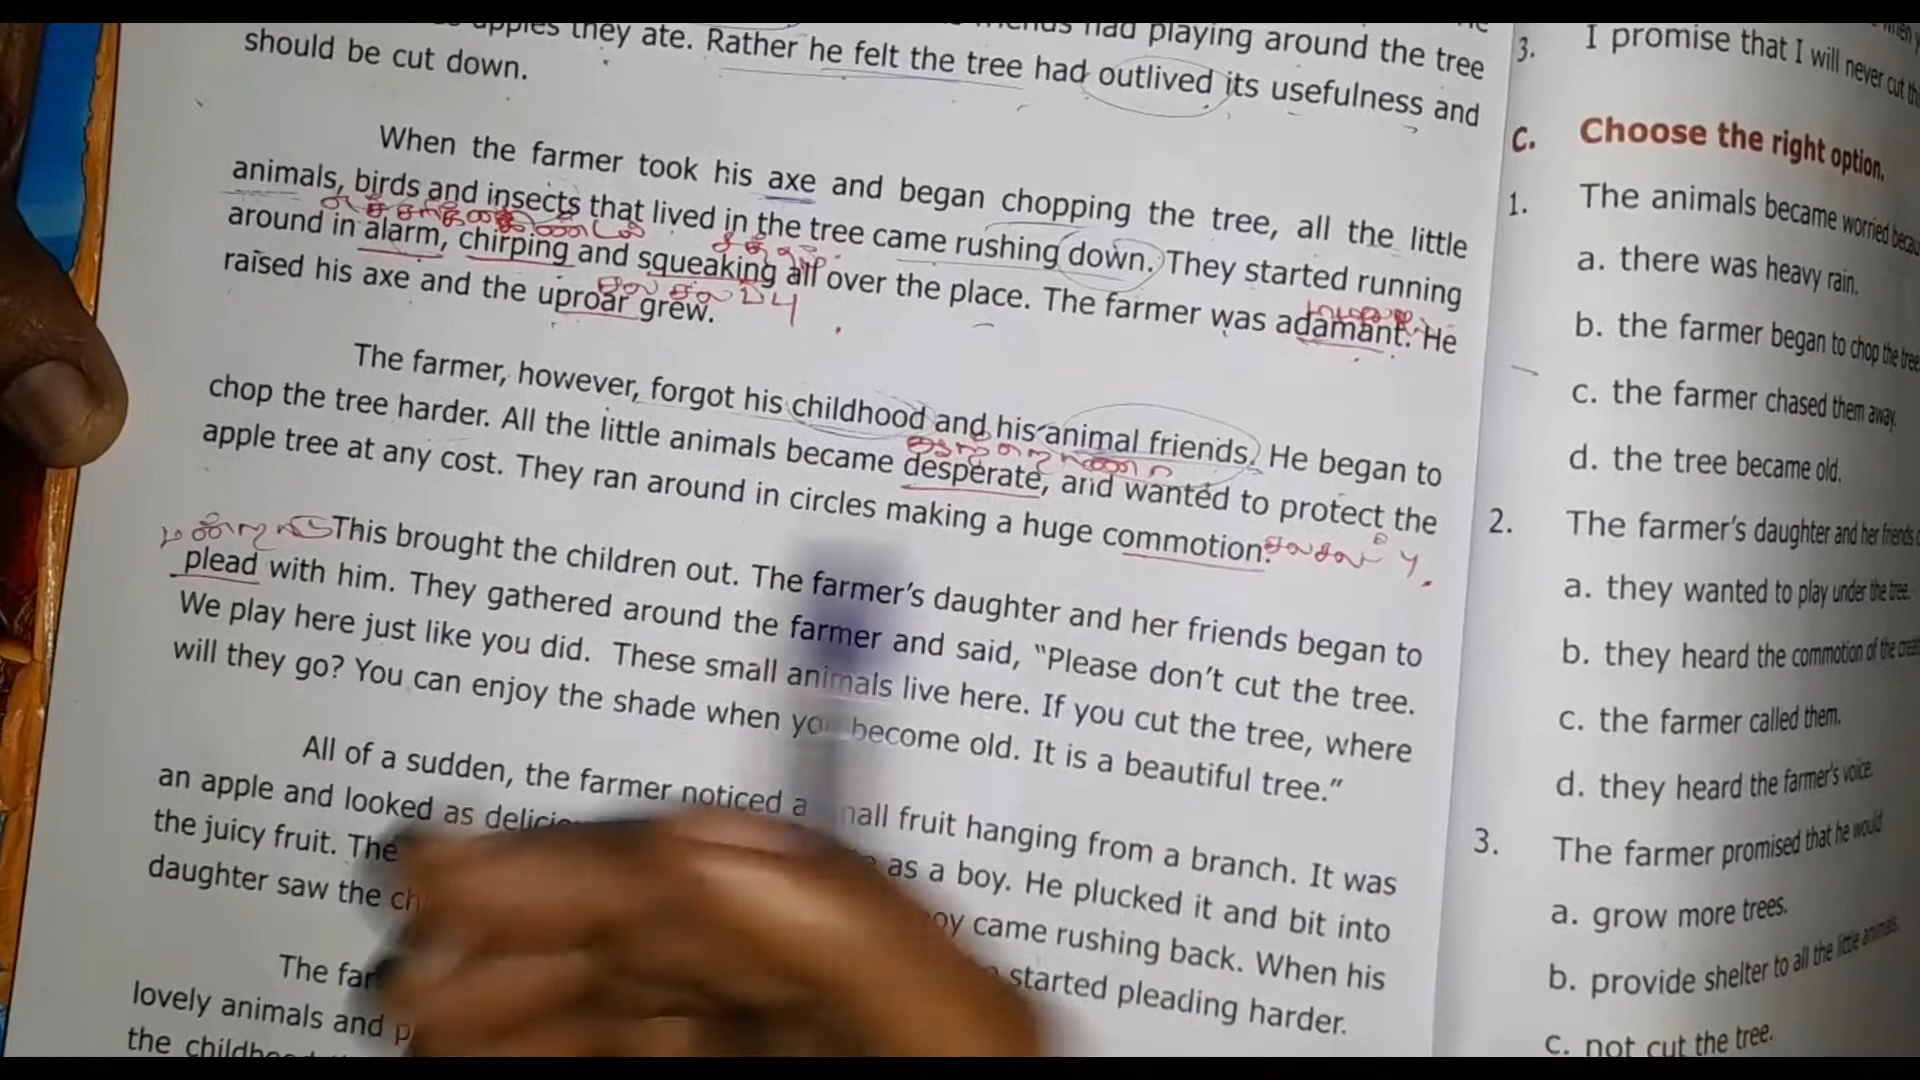 apples they ate. Rather he felt the tree had outlived its usefulness and
friends had playing around the tree
should be cut down.
When the farmer took his axe and began chopping the tree, all the little
animals, birds and insects that lived in the tree came rushing down. They started running
around in alarm, chirping and squeaking all over the place. The farmer was adamant. He
raised his axe and the uproar grew.
The farmer, however, forgot his childhood and his animal friends. He began to
chop the tree harder. All the little animals became desperate, and wanted to protect the
apple tree at any cost. They ran around in circles making a huge commotion.
This brought the children out. The farmer's daughter and her friends began to
plead with him. They gathered around the farmer and said, “Please don't cut the tree.
We play here just like you did. These small animals live here. If you cut the tree, where
will they go? You can enjoy the shade when you become old. It is a beautiful tree.”
All of a sudden, the farmer noticed a small fruit hanging from a branch. It was
an apple and looked as as a boy. He plucked it and bit into
the juicy fruit. The came rushing back. When his
daughter saw the started pleading harder.
The
lovely animals and
the
3. I promise that I will never cut
C. Choose the right option.
1. The animals became worried
a. there was heavy rain.
b. the farmer began to chop the tree
c. the farmer chased them away.
d. the tree became old.
2. The farmer's daughter and her friends
a. they wanted to play under the tree.
b. they heard the commotion of the
c. the farmer called them.
d. they heard the farmer's voice.
3. The farmer promised that he would
a. grow more trees.
b. provide shelter to all the little animals.
c. not cut the tree.